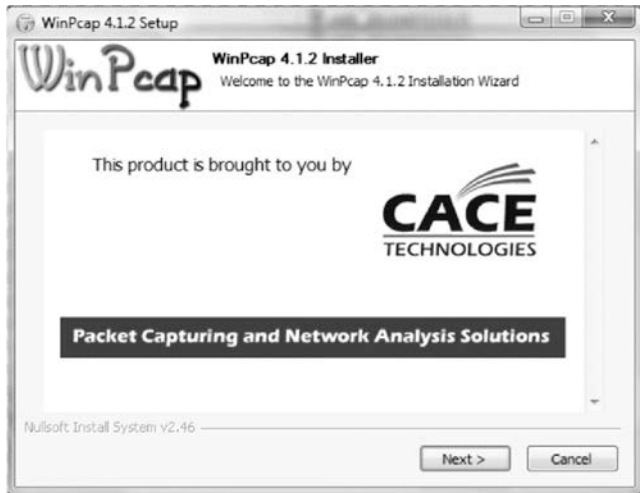 WinPcap 4.1.2 Setup
WinPcap
WinPcap 4.1.2 Installer
Welcome to the WinPcap 4.1.2 Installation Wizard
This product is brought to you by
CACE
TECHNOLOGIES
Packet Capturing and Network Analysis Solutions
Nullsoft Install System v2.46
Next >
Cancel